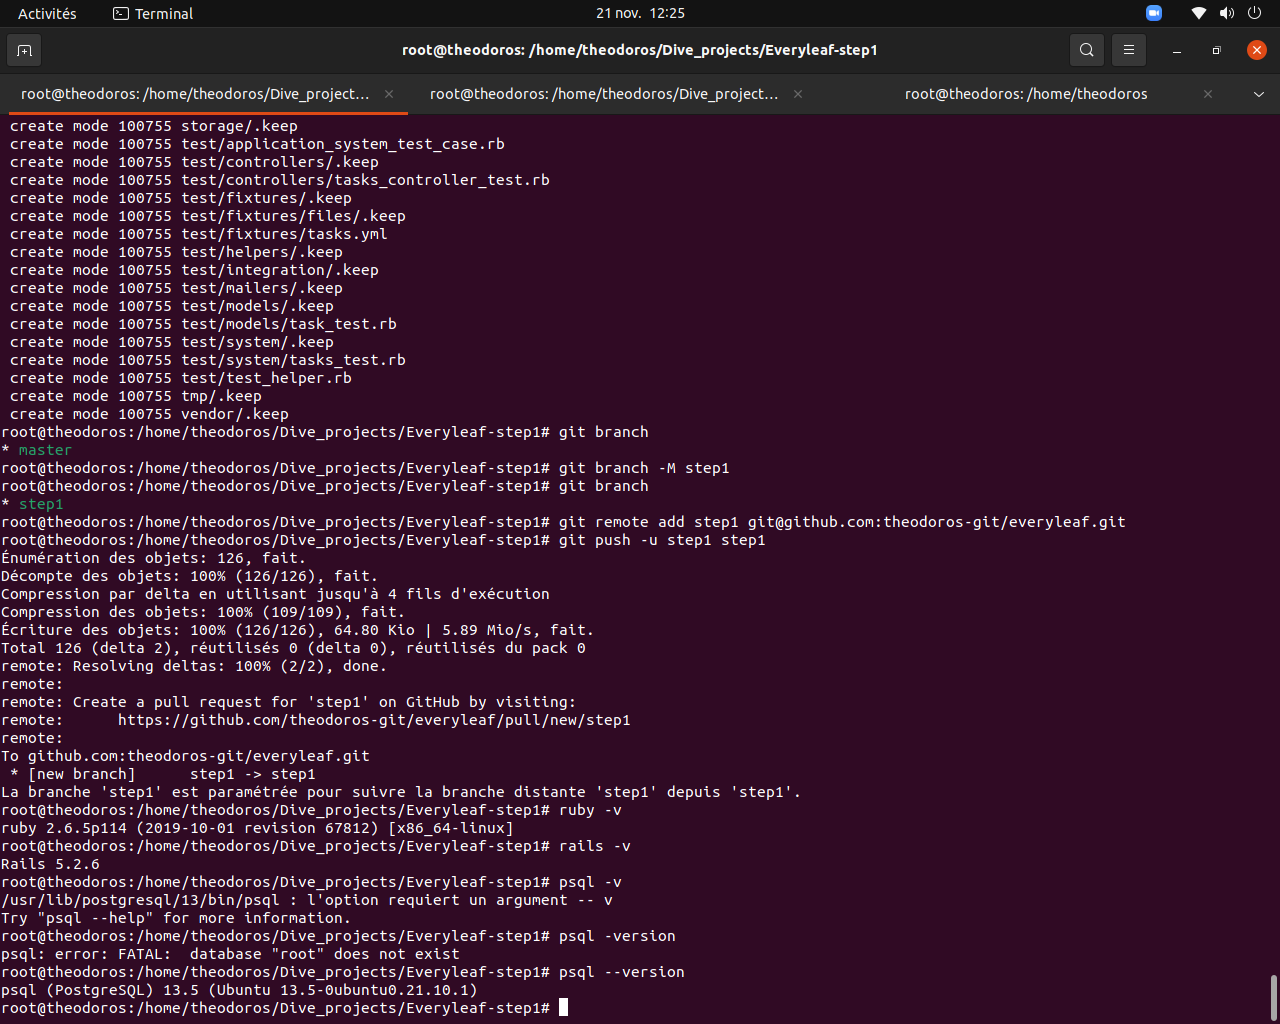 Activités
Terminal
21 nov. 12:25
root@theodoros: /home/theodoros/Dive_projects/Everyleaf-step1
root@theodoros: /home/theodoros/Dive_project…
root@theodoros: /home/theodoros/Dive_project…
root@theodoros: /home/theodoros
create mode 100755 storage/.keep
create mode 100755 test/application_system_test_case.rb
create mode 100755 test/controllers/.keep
create mode 100755 test/controllers/tasks_controller_test.rb
create mode 100755 test/fixtures/.keep
create mode 100755 test/fixtures/files/.keep
create mode 100755 test/fixtures/tasks.yml
create mode 100755 test/helpers/.keep
create mode 100755 test/integration/.keep
create mode 100755 test/mailers/.keep
create mode 100755 test/models/.keep
create mode 100755 test/models/task_test.rb
create mode 100755 test/system/.keep
create mode 100755 test/system/tasks_test.rb
create mode 100755 test/test_helper.rb
create mode 100755 tmp/.keep
create mode 100755 vendor/.keep
root@theodoros:/home/theodoros/Dive_projects/Everyleaf-step1# git branch
* master
root@theodoros:/home/theodoros/Dive_projects/Everyleaf-step1# git branch -M step1
root@theodoros:/home/theodoros/Dive_projects/Everyleaf-step1# git branch
* step1
root@theodoros:/home/theodoros/Dive_projects/Everyleaf-step1# git remote add step1 git@github.com:theodoros-git/everyleaf.git
root@theodoros:/home/theodoros/Dive_projects/Everyleaf-step1# git push -u step1 step1
Énumération des objets: 126, fait.
Décompte des objets: 100% (126/126), fait.
Compression par delta en utilisant jusqu'à 4 fils d'exécution
Compression des objets: 100% (109/109), fait.
Écriture des objets: 100% (126/126), 64.80 Kio | 5.89 Mio/s, fait.
Total 126 (delta 2), réutilisés 0 (delta 0), réutilisés du pack 0
remote: Resolving deltas: 100% (2/2), done.
remote:
remote: Create a pull request for 'step1' on GitHub by visiting:
remote:      https://github.com/theodoros-git/everyleaf/pull/new/step1
remote:
To github.com:theodoros-git/everyleaf.git
 * [new branch]      step1 -> step1
La branche 'step1' est paramétrée pour suivre la branche distante 'step1' depuis 'step1'.
root@theodoros:/home/theodoros/Dive_projects/Everyleaf-step1# ruby -v
ruby 2.6.5p114 (2019-10-01 revision 67812) [x86_64-linux]
root@theodoros:/home/theodoros/Dive_projects/Everyleaf-step1# rails -v
Rails 5.2.6
root@theodoros:/home/theodoros/Dive_projects/Everyleaf-step1# psql -v
/usr/lib/postgresql/13/bin/psql : l'option requiert un argument -- v
Try "psql --help" for more information.
root@theodoros:/home/theodoros/Dive_projects/Everyleaf-step1# psql -version
psql: error: FATAL:  database "root" does not exist
root@theodoros:/home/theodoros/Dive_projects/Everyleaf-step1# psql --version
psql (PostgreSQL) 13.5 (Ubuntu 13.5-0ubuntu0.21.10.1)
root@theodoros:/home/theodoros/Dive_projects/Everyleaf-step1#